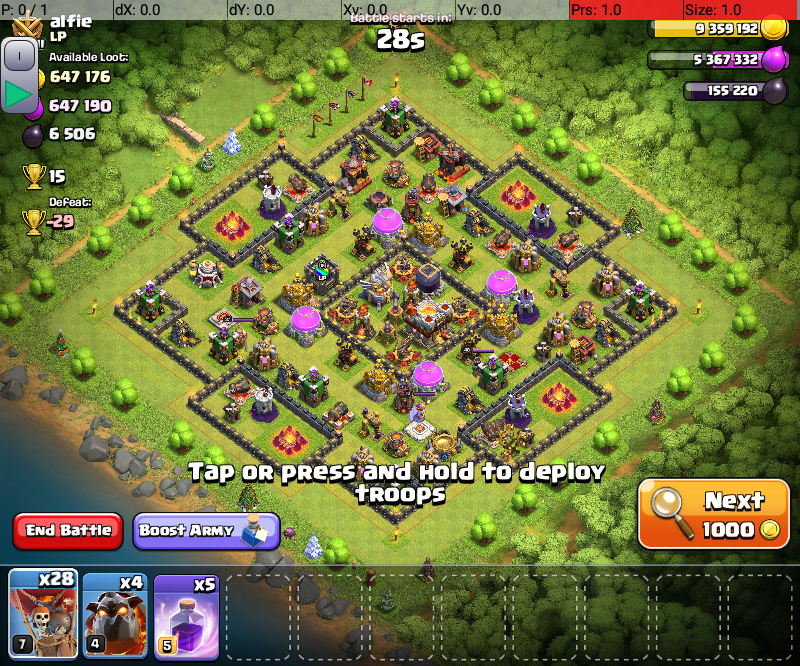 P: 0 / 1
dX: 0.0
dY: 0.0
Xv: 0.0
Yv: 0.0
Prs: 1.0
Size: 1.0
alfie
LP
Battle starts in:
28s
9 359 192
5 367 332
155 220
Available Loot:
647 176
647 190
6 506
15
Defeat:
-29
Tap or press and hold to deploy
troops
End Battle
Boost Army
Next
1000
x28
x4
x5
7
4
5